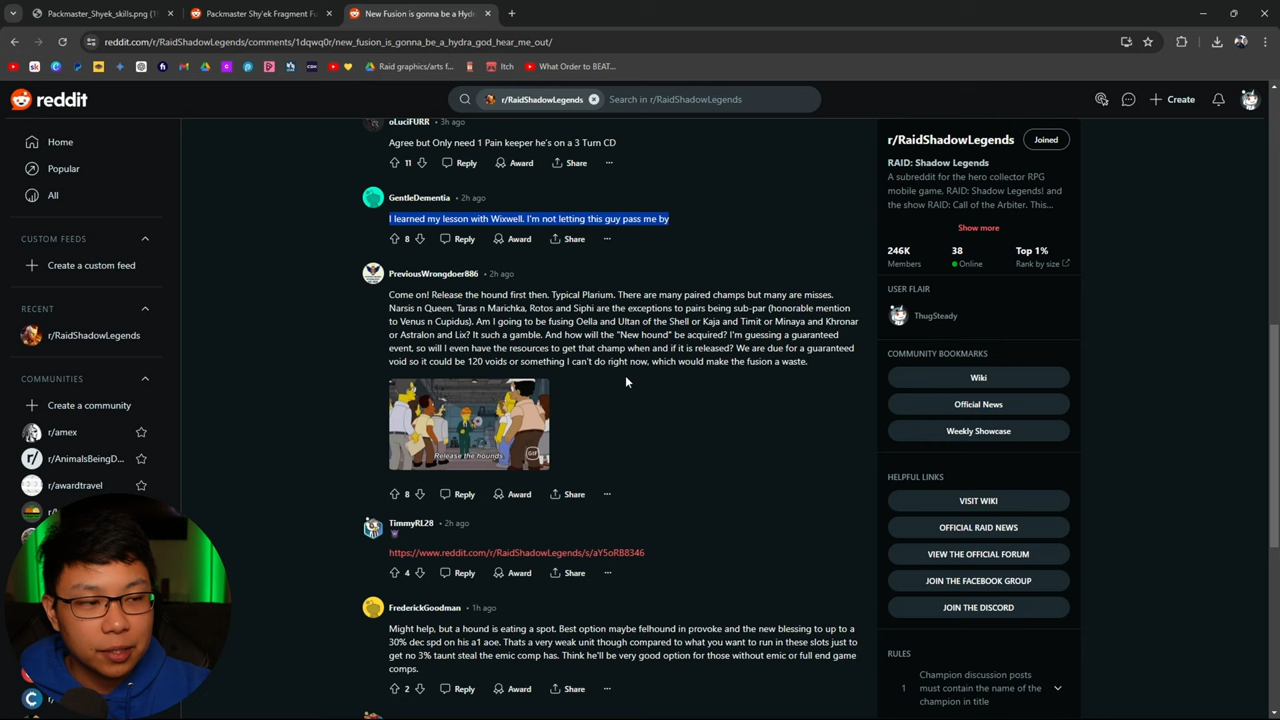 Packmaster_Shyek_skills.png (
Packmaster Shy'ek Fragment Fu
New Fusion is gonna be a Hydr
reddit.com/r/RaidShadowLegends/comments/1dqwq0r/new_fusion_is_gonna_be_a_hydra_god_hear_me_out/
Raid graphics/arts f...
Itch
What Order to BEAT...
reddit
r/RaidShadowLegends
Search in r/RaidShadowLegends
Create
Home
Popular
All
CUSTOM FEEDS
Create a custom feed
RECENT
r/RaidShadowLegends
COMMUNITIES
Create a community
r/amex
r/AnimalsBeingD...
r/awardtravel
oLuciFURR • 3h ago
Agree but Only need 1 Pain keeper he's on a 3 Turn CD
11 Reply Award Share
GentleDementia • 2h ago
I learned my lesson with Wixwell. I'm not letting this guy pass me by
8 Reply Award Share
PreviousWrongdoer886 • 2h ago
Come on! Release the hound first then. Typical Plarium. There are many paired champs but many are misses.
Narsis n Queen, Taras n Marichka, Rotos and Siphi are the exceptions to pairs being sub-par (honorable mention
to Venus n Cupidus). Am I going to be fusing Oella and Ultan of the Shell or Kaja and Timit or Minaya and Khronar
or Astralon and Lix? It such a gamble. And how will the "New hound" be acquired? I'm guessing a guaranteed
event, so will I even have the resources to get that champ when and if it is released? We are due for a guaranteed
void so it could be 120 voids or something I can't do right now, which would make the fusion a waste.
Release the hounds
GIF
8 Reply Award Share
TimmyRL28 • 2h ago
https://www.reddit.com/r/RaidShadowLegends/s/aY5oRB8346
4 Reply Award Share
FrederickGoodman • 1h ago
Might help, but a hound is eating a spot. Best option maybe felhound in provoke and the new blessing to up to a
30% dec spd on his a1 aoe. Thats a very weak unit though compared to what you want to run in these slots just to
get no 3% taunt steal the emic comp has. Think he'll be very good option for those without emic or full end game
comps.
2 Reply Award Share
r/RaidShadowLegends
Joined
RAID: Shadow Legends
A subreddit for the hero collector RPG
mobile game, RAID: Shadow Legends! and
the show RAID: Call of the Arbiter. This...
Show more
246K 38 Top 1%
Members Online Rank by size
USER FLAIR
ThugSteady
COMMUNITY BOOKMARKS
Wiki
Official News
Weekly Showcase
HELPFUL LINKS
VISIT WIKI
OFFICIAL RAID NEWS
VIEW THE OFFICIAL FORUM
JOIN THE FACEBOOK GROUP
JOIN THE DISCORD
RULES
1 Champion discussion posts
must contain the name of the
champion in title